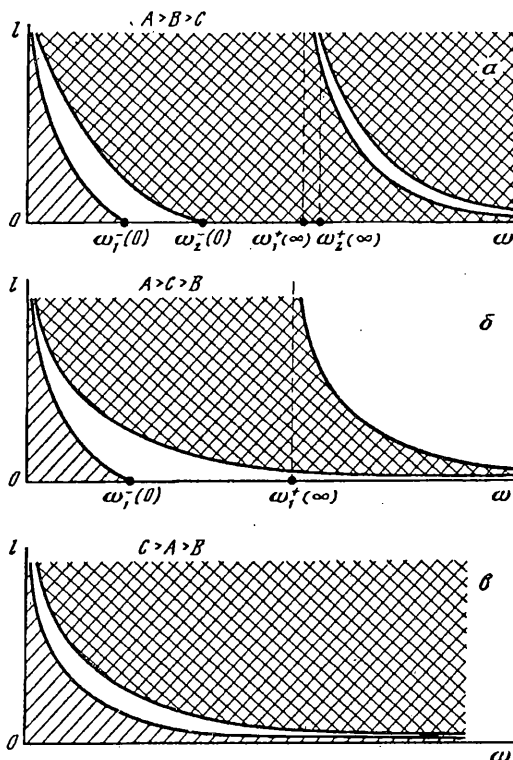 l
A > B > C
а
0
ω₁⁻(0) ω₂⁻(0) ω₁⁺(∞) ω₂⁺(∞) ω
l
A > C > B
б
0
ω₁⁻(0) ω₁⁺(∞) ω
l
C > A > B
в
0
ω